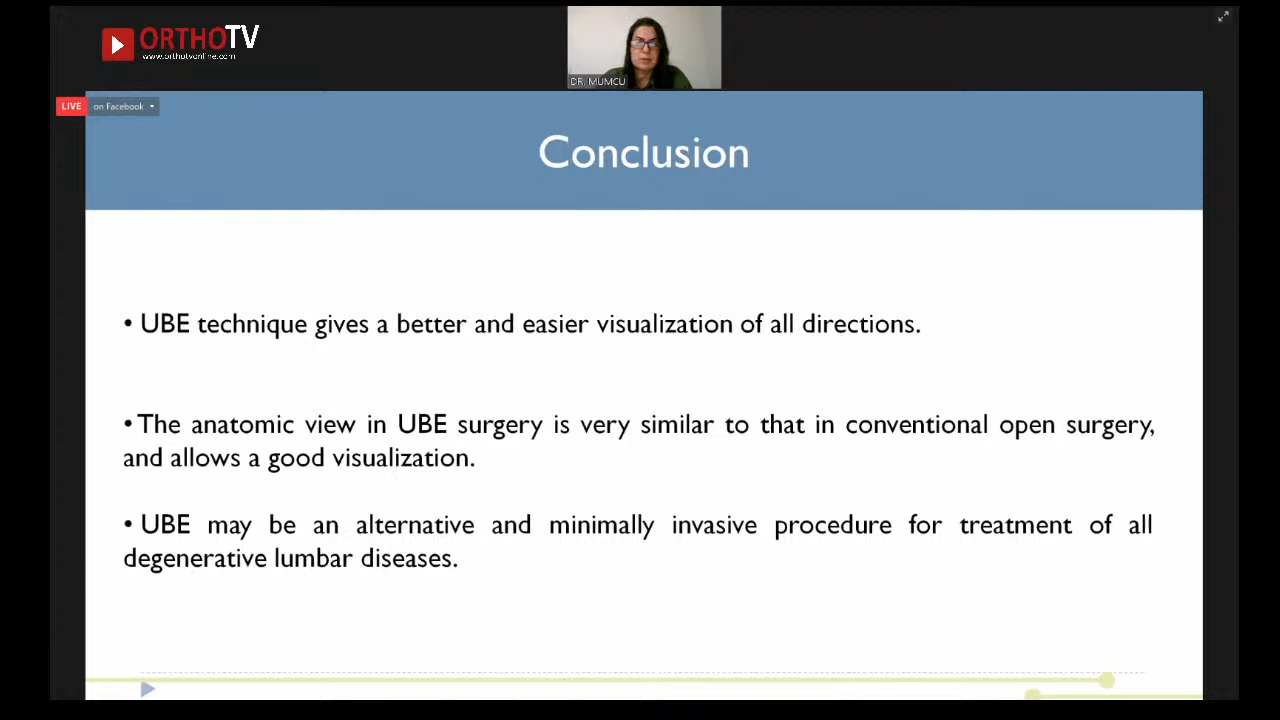 ORTHOTV
www.orthotvonline.com
DR. MUMCU
LIVE on Facebook
Conclusion
• UBE technique gives a better and easier visualization of all directions.
• The anatomic view in UBE surgery is very similar to that in conventional open surgery,
and allows a good visualization.
• UBE may be an alternative and minimally invasive procedure for treatment of all
degenerative lumbar diseases.